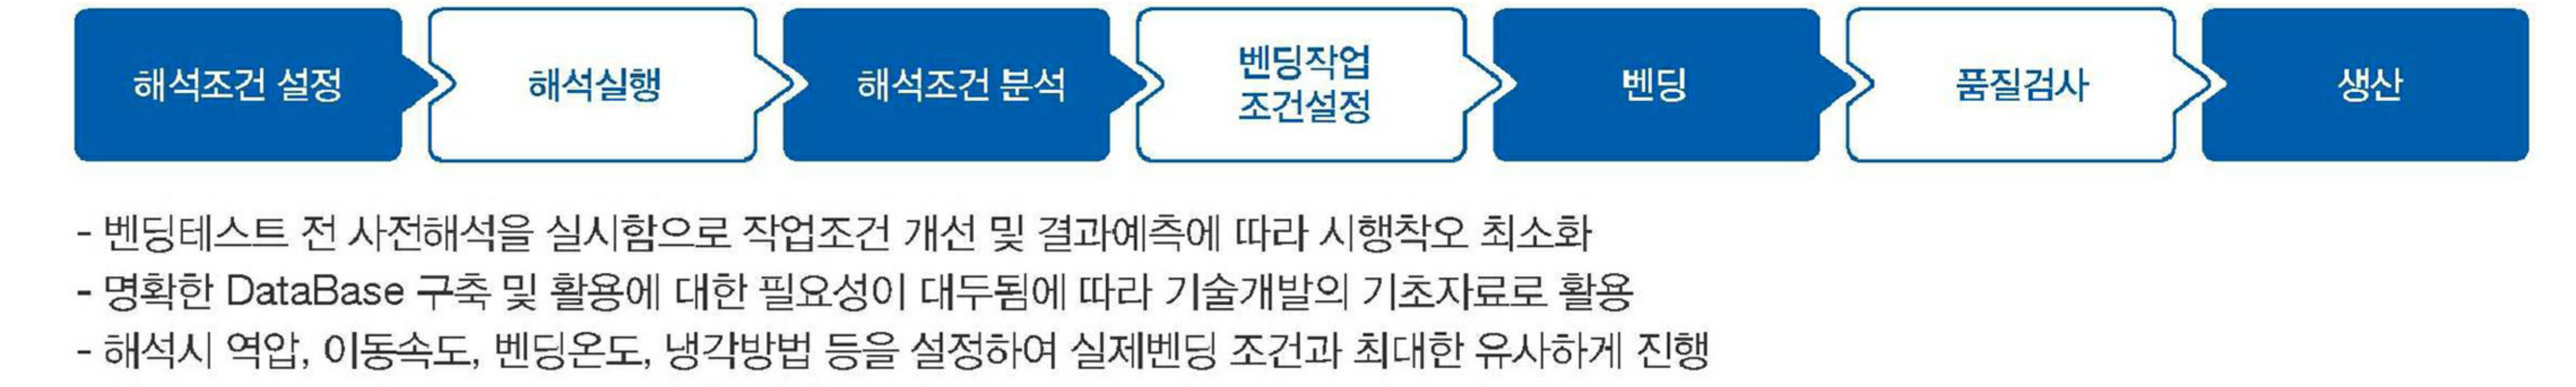 해석조건 설정
해석실행
해석조건 분석
벤딩작업
조건설정
벤딩
품질검사
생산
- 벤딩테스트 전 사전해석을 실시함으로 작업조건 개선 및 결과예측에 따라 시행착오 최소화
- 명확한 DataBase 구축 및 활용에 대한 필요성이 대두됨에 따라 기술개발의 기초자료로 활용
- 해석시 역압, 이동속도, 벤딩온도, 냉각방법 등을 설정하여 실제벤딩 조건과 최대한 유사하게 진행